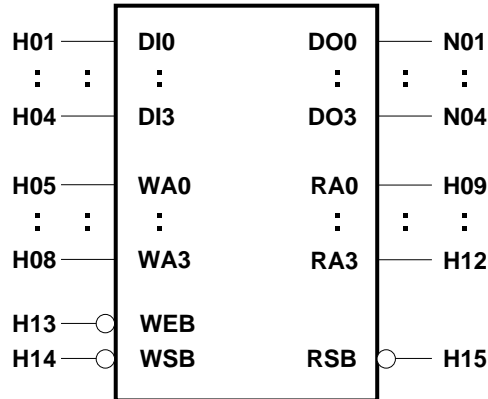 H01 DI0 DO0 N01
: : : : : :
H04 DI3 DO3 N04
H05 WA0 RA0 H09
: : : : : :
H08 WA3 RA3 H12
H13 WEB
H14 WSB RSB H15